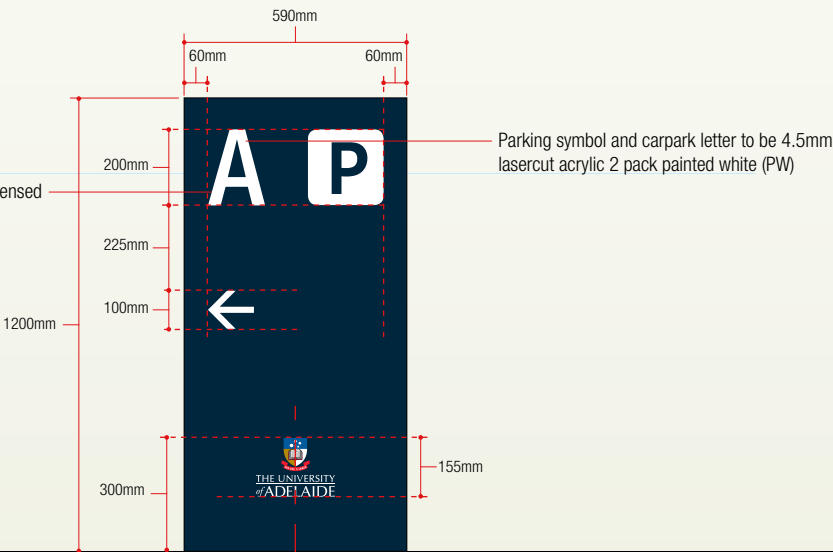 590mm
60mm
60mm
A P
Parking symbol and carpark letter to be 4.5mm
lasercut acrylic 2 pack painted white (PW)
200mm
ensed
225mm
100mm
1200mm
THE UNIVERSITY
of ADELAIDE
155mm
300mm